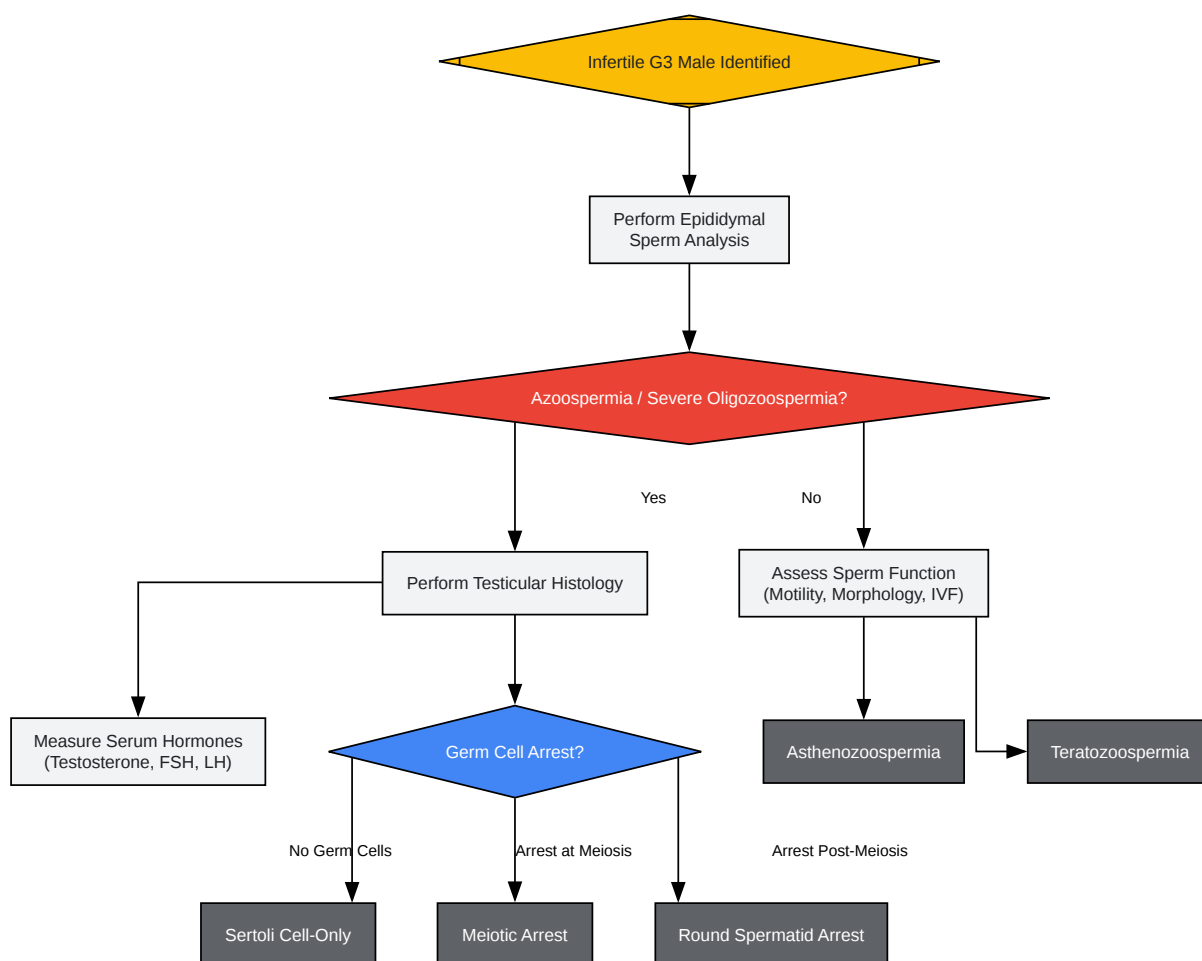 Infertile G3 Male Identified
Perform Epididymal
Sperm Analysis
Azoospermia / Severe Oligozoospermia?
Yes
No
Perform Testicular Histology
Assess Sperm Function
(Motility, Morphology, IVF)
Measure Serum Hormones
(Testosterone, FSH, LH)
Germ Cell Arrest?
Asthenozoospermia
Teratozoospermia
No Germ Cells
Arrest at Meiosis
Arrest Post-Meiosis
Sertoli Cell-Only
Meiotic Arrest
Round Spermatid Arrest